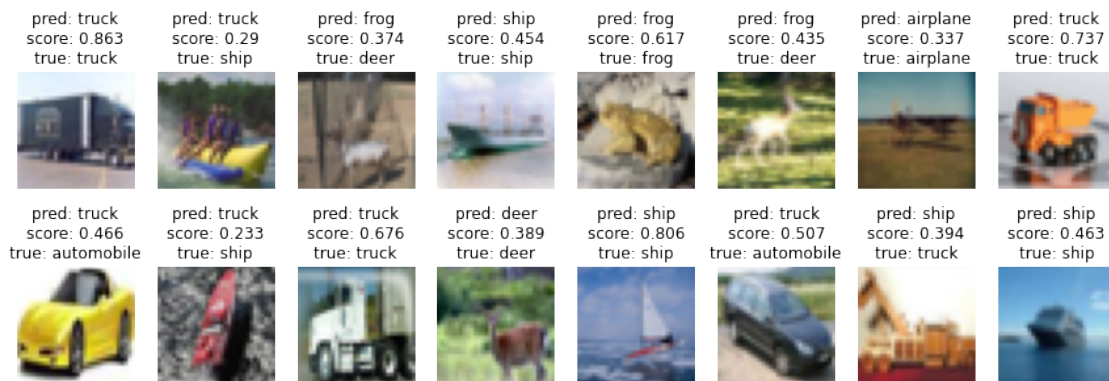 pred: truck
score: 0.863
true: truck
pred: truck
score: 0.29
true: ship
pred: frog
score: 0.374
true: deer
pred: ship
score: 0.454
true: ship
pred: frog
score: 0.617
true: frog
pred: frog
score: 0.435
true: deer
pred: airplane
score: 0.337
true: airplane
pred: truck
score: 0.737
true: truck
pred: truck
score: 0.466
true: automobile
pred: truck
score: 0.233
true: ship
pred: truck
score: 0.676
true: truck
pred: deer
score: 0.389
true: deer
pred: ship
score: 0.806
true: ship
pred: truck
score: 0.507
true: automobile
pred: ship
score: 0.394
true: truck
pred: ship
score: 0.463
true: ship